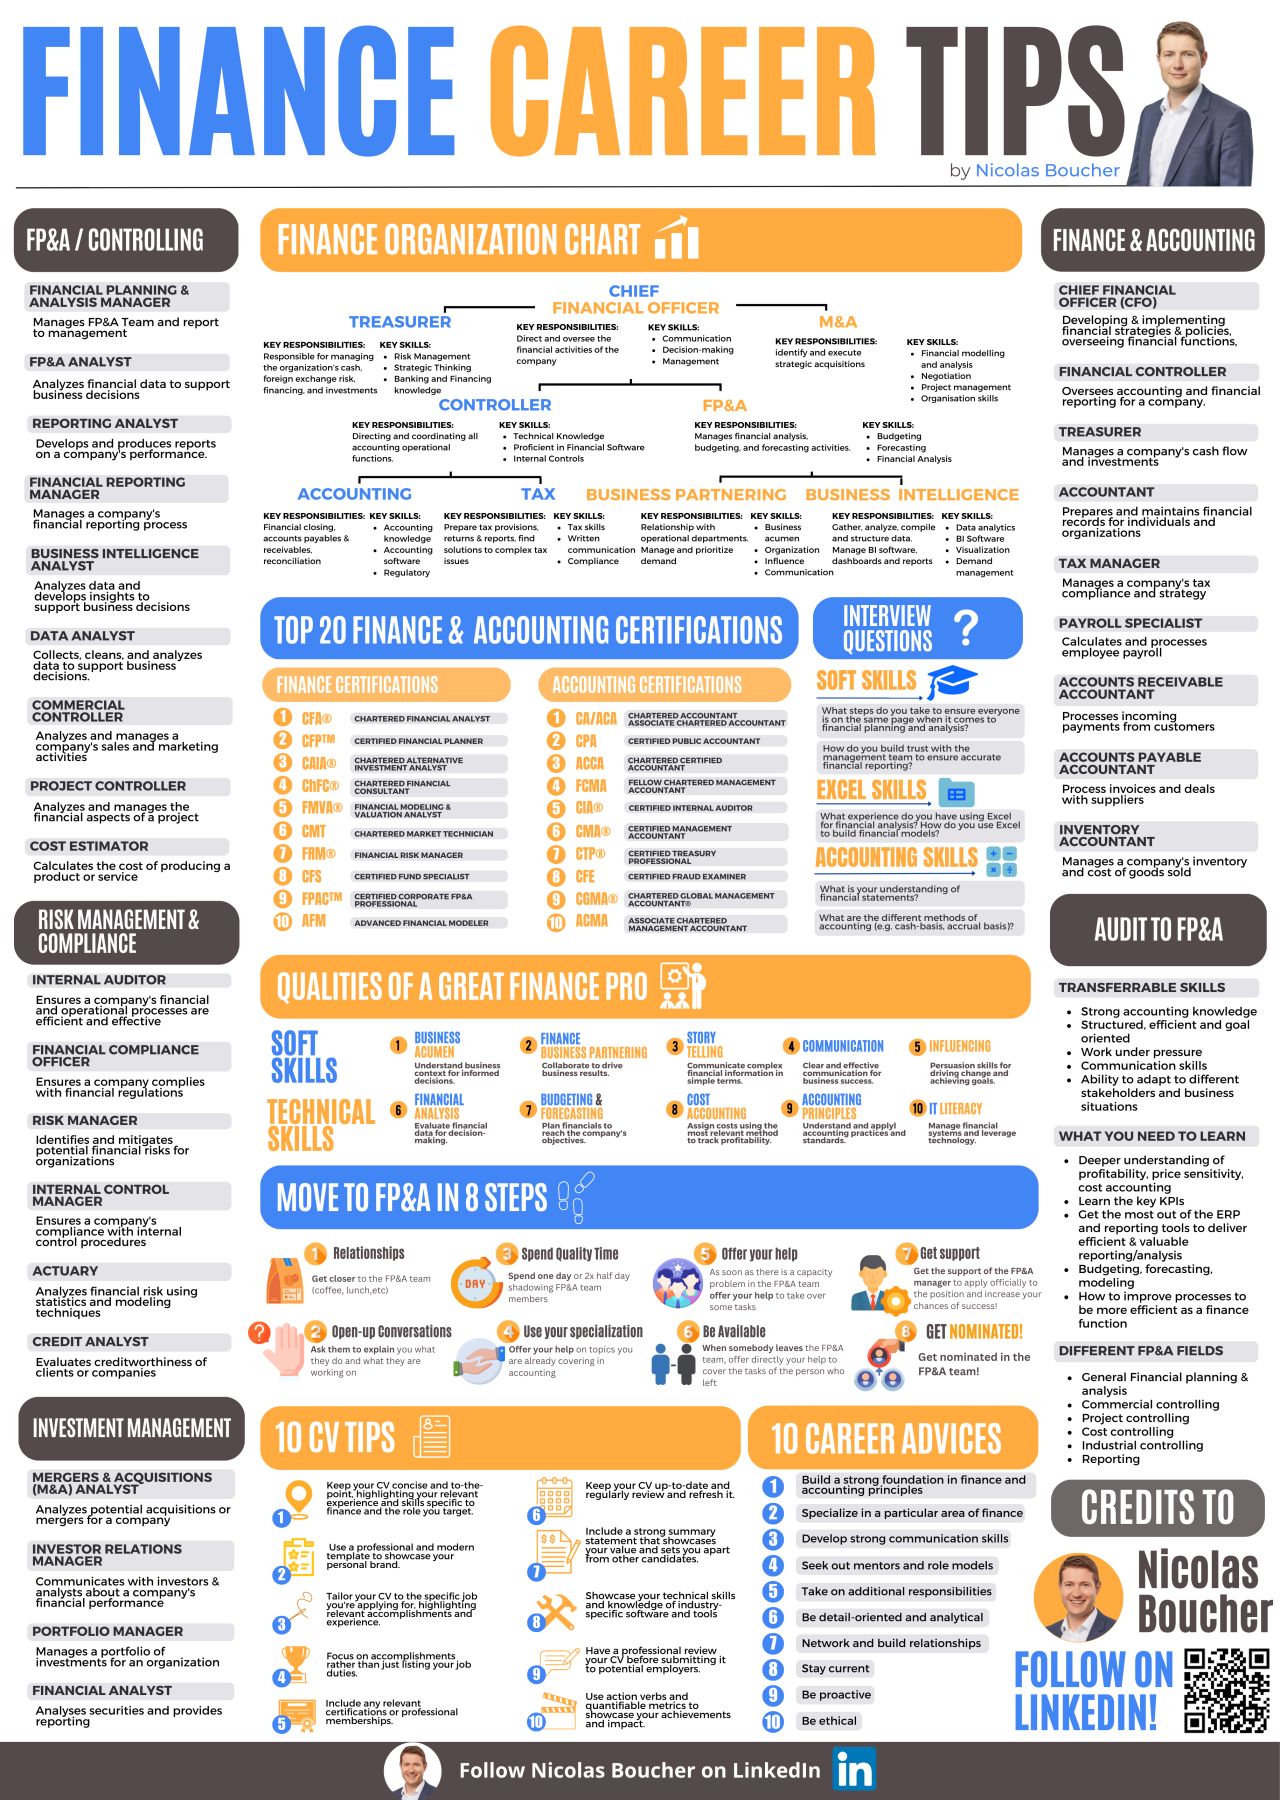 FINANCE CAREER TIPS
by Nicolas Boucher
FP&A / CONTROLLING
FINANCIAL PLANNING &
ANALYSIS MANAGER
Manages FP&A Team and report
to management
FP&A ANALYST
Analyzes financial data to support
business decisions
REPORTING ANALYST
Develops and produces reports
on a company's performance.
FINANCIAL REPORTING
MANAGER
Manages a company's
financial reporting process
BUSINESS INTELLIGENCE
ANALYST
Analyzes data and
develops insights to
support business decisions
DATA ANALYST
Collects, cleans, and analyzes
data to support business
decisions.
COMMERCIAL
CONTROLLER
Analyzes and manages a
company's sales and marketing
activities
PROJECT CONTROLLER
Analyzes and manages the
financial aspects of a project
COST ESTIMATOR
Calculates the cost of producing a
product or service
RISK MANAGEMENT &
COMPLIANCE
INTERNAL AUDITOR
Ensures a company's financial
and operational processes are
efficient and effective
FINANCIAL COMPLIANCE
OFFICER
Ensures a company complies
with financial regulations
RISK MANAGER
Identifies and mitigates
potential financial risks for
organizations
INTERNAL CONTROL
MANAGER
Ensures a company's
compliance with internal
control procedures
ACTUARY
Analyzes financial risk using
statistics and modeling
techniques
CREDIT ANALYST
Evaluates creditworthiness of
clients or companies
INVESTMENT MANAGEMENT
MERGERS & ACQUISITIONS
(M&A) ANALYST
Analyzes potential acquisitions or
mergers for a company
INVESTOR RELATIONS
MANAGER
Communicates with investors &
analysts about a company's
financial performance
PORTFOLIO MANAGER
Manages a portfolio of
investments for an organization
FINANCIAL ANALYST
Analyses securities and provides
reporting
FINANCE ORGANIZATION CHART
CHIEF
FINANCIAL OFFICER
KEY RESPONSIBILITIES:
Direct and oversee the
financial activities of the
company
KEY SKILLS:
• Communication
• Decision-making
• Management
TREASURER
KEY RESPONSIBILITIES:
Responsible for managing
the organization's cash,
foreign exchange risk,
financing, and investments
KEY SKILLS:
• Risk Management
• Strategic Thinking
• Banking and Financing
knowledge
M&A
KEY RESPONSIBILITIES:
identify and execute
strategic acquisitions
KEY SKILLS:
• Financial modelling
and analysis
• Negotiation
• Project management
• Organisation skills
CONTROLLER
KEY RESPONSIBILITIES:
Directing and coordinating all
accounting operational
functions.
KEY SKILLS:
• Technical Knowledge
• Proficient in Financial Software
• Internal Controls
FP&A
KEY RESPONSIBILITIES:
Manages financial analysis,
budgeting, and forecasting activities.
KEY SKILLS:
• Budgeting
• Forecasting
• Financial Analysis
ACCOUNTING
KEY RESPONSIBILITIES:
Financial closing,
accounts payables &
receivables,
reconciliation
KEY SKILLS:
• Accounting
knowledge
• Accounting
software
• Regulatory
TAX
KEY RESPONSIBILITIES:
Prepare tax provisions,
returns & reports, find
solutions to complex tax
issues
KEY SKILLS:
• Tax skills
• Written
communication
• Compliance
BUSINESS PARTNERING
KEY RESPONSIBILITIES:
Relationship with
operational departments.
Manage and prioritize
demand
KEY SKILLS:
• Business
acumen
• Organization
• Influence
• Communication
BUSINESS INTELLIGENCE
KEY RESPONSIBILITIES:
Gather, analyze, compile
and structure data.
Manage BI software,
dashboards and reports
KEY SKILLS:
• Data analytics
• BI Software
• Visualization
• Demand
management
TOP 20 FINANCE & ACCOUNTING CERTIFICATIONS
FINANCE CERTIFICATIONS
1 CFA® CHARTERED FINANCIAL ANALYST
2 CFP™ CERTIFIED FINANCIAL PLANNER
3 CAIA® CHARTERED ALTERNATIVE
INVESTMENT ANALYST
4 ChFC® CHARTERED FINANCIAL
CONSULTANT
5 FMVA® FINANCIAL MODELING &
VALUATION ANALYST
6 CMT CHARTERED MARKET TECHNICIAN
7 FRM® FINANCIAL RISK MANAGER
8 CFS CERTIFIED FUND SPECIALIST
9 FPAC™ CERTIFIED CORPORATE FP&A
PROFESSIONAL
10 AFM ADVANCED FINANCIAL MODELER
ACCOUNTING CERTIFICATIONS
1 CA/ACA CHARTERED ACCOUNTANT
ASSOCIATE CHARTERED ACCOUNTANT
2 CPA CERTIFIED PUBLIC ACCOUNTANT
3 ACCA CHARTERED CERTIFIED
ACCOUNTANT
4 FCMA FELLOW CHARTERED MANAGEMENT
ACCOUNTANT
5 CIA® CERTIFIED INTERNAL AUDITOR
6 CMA® CERTIFIED MANAGEMENT
ACCOUNTANT
7 CTP® CERTIFIED TREASURY
PROFESSIONAL
8 CFE CERTIFIED FRAUD EXAMINER
9 CGMA® CHARTERED GLOBAL MANAGEMENT
ACCOUNTANT®
10 ACMA ASSOCIATE CHARTERED
MANAGEMENT ACCOUNTANT
INTERVIEW
QUESTIONS ?
SOFT SKILLS
What steps do you take to ensure everyone
is on the same page when it comes to
financial planning and analysis?
How do you build trust with the
management team to ensure accurate
financial reporting?
EXCEL SKILLS
What experience do you have using Excel
for financial analysis? How do you use Excel
to build financial models?
ACCOUNTING SKILLS
What is your understanding of
financial statements?
What are the different methods of
accounting (e.g. cash-basis, accrual basis)?
QUALITIES OF A GREAT FINANCE PRO
SOFT
SKILLS
1 BUSINESS
ACUMEN
Understand business
context for informed
decisions.
2 FINANCE
BUSINESS PARTNERING
Collaborate to drive
business results.
3 STORY
TELLING
Communicate complex
financial information in
simple terms.
4 COMMUNICATION
Clear and effective
communication for
business success.
5 INFLUENCING
Persuasion skills for
driving change and
achieving goals.
TECHNICAL
SKILLS
6 FINANCIAL
ANALYSIS
Evaluate financial
data for decision-
making.
7 BUDGETING &
FORECASTING
Plan financials to
reach the company's
objectives.
8 COST
ACCOUNTING
Assign costs using the
most relevant method
to track profitability.
9 ACCOUNTING
PRINCIPLES
Understand and applyl
accounting practices and
standards.
10 IT LITERACY
Manage financial
systems and leverage
technology.
MOVE TO FP&A IN 8 STEPS
1 Relationships
Get closer to the FP&A team
(coffee, lunch,etc)
2 Open-up Conversations
Ask them to explain you what
they do and what they are
working on
DAY
3 Spend Quality Time
Spend one day or 2x half day
shadowing FP&A team
members
4 Use your specialization
Offer your help on topics you
are already covering in
accounting
5 Offer your help
As soon as there is a capacity
problem in the FP&A team
offer your help to take over
some tasks
6 Be Available
When somebody leaves the FP&A
team, offer directly your help to
cover the tasks of the person who
left
7 Get support
Get the support of the FP&A
manager to apply officially to
the position and increase your
chances of success!
8 GET NOMINATED!
Get nominated in the
FP&A team!
10 CV TIPS
1 Keep your CV concise and to-the-
point, highlighting your relevant
experience and skills specific to
finance and the role you target.
2 Use a professional and modern
template to showcase your
personal brand.
3 Tailor your CV to the specific job
you're applying for, highlighting
relevant accomplishments and
experience.
4 Focus on accomplishments
rather than just listing your job
duties.
5 Include any relevant
certifications or professional
memberships.
6 Keep your CV up-to-date and
regularly review and refresh it.
7 Include a strong summary
statement that showcases
your value and sets you apart
from other candidates.
8 Showcase your technical skills
and knowledge of industry-
specific software and tools
9 Have a professional review
your CV before submitting it
to potential employers.
10 Use action verbs and
quantifiable metrics to
showcase your achievements
and impact.
10 CAREER ADVICES
1 Build a strong foundation in finance and
accounting principles
2 Specialize in a particular area of finance
3 Develop strong communication skills
4 Seek out mentors and role models
5 Take on additional responsibilities
6 Be detail-oriented and analytical
7 Network and build relationships
8 Stay current
9 Be proactive
10 Be ethical
FINANCE & ACCOUNTING
CHIEF FINANCIAL
OFFICER (CFO)
Developing & implementing
financial strategies & policies,
overseeing financial functions,
FINANCIAL CONTROLLER
Oversees accounting and financial
reporting for a company.
TREASURER
Manages a company's cash flow
and investments
ACCOUNTANT
Prepares and maintains financial
records for individuals and
organizations
TAX MANAGER
Manages a company's tax
compliance and strategy
PAYROLL SPECIALIST
Calculates and processes
employee payroll
ACCOUNTS RECEIVABLE
ACCOUNTANT
Processes incoming
payments from customers
ACCOUNTS PAYABLE
ACCOUNTANT
Process invoices and deals
with suppliers
INVENTORY
ACCOUNTANT
Manages a company's inventory
and cost of goods sold
AUDIT TO FP&A
TRANSFERRABLE SKILLS
• Strong accounting knowledge
• Structured, efficient and goal
oriented
• Work under pressure
• Communication skills
• Ability to adapt to different
stakeholders and business
situations
WHAT YOU NEED TO LEARN
• Deeper understanding of
profitability, price sensitivity,
cost accounting
• Learn the key KPIs
• Get the most out of the ERP
and reporting tools to deliver
efficient & valuable
reporting/analysis
• Budgeting, forecasting,
modeling
• How to improve processes to
be more efficient as a finance
function
DIFFERENT FP&A FIELDS
• General Financial planning &
analysis
• Commercial controlling
• Project controlling
• Cost controlling
• Industrial controlling
• Reporting
CREDITS TO
Nicolas
Boucher
FOLLOW ON
LINKEDIN!
Follow Nicolas Boucher on LinkedIn in